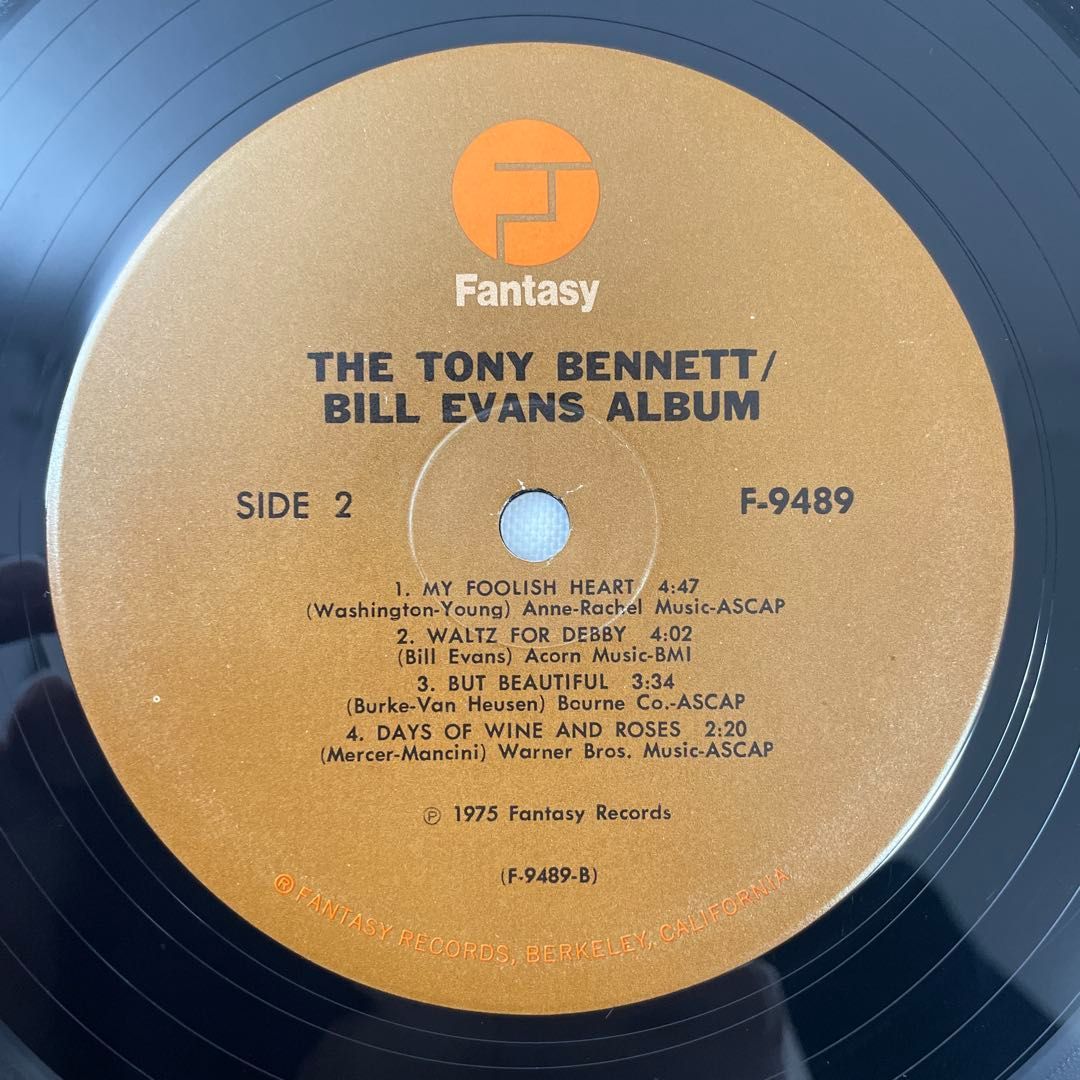 Fantasy
THE TONY BENNETT/
BILL EVANS ALBUM
SIDE 2
F-9489
1. MY FOOLISH HEART 4:47
(Washington-Young) Anne-Rachel Music-ASCAP
2. WALTZ FOR DEBBY 4:02
(Bill Evans) Acorn Music-BMI
3. BUT BEAUTIFUL 3:34
(Burke-Van Heusen) Bourne Co.-ASCAP
4. DAYS OF WINE AND ROSES 2:20
(Mercer-Mancini) Warner Bros. Music-ASCAP
℗ 1975 Fantasy Records
(F-9489-B)
® FANTASY RECORDS, BERKELEY, CALIFORNIA